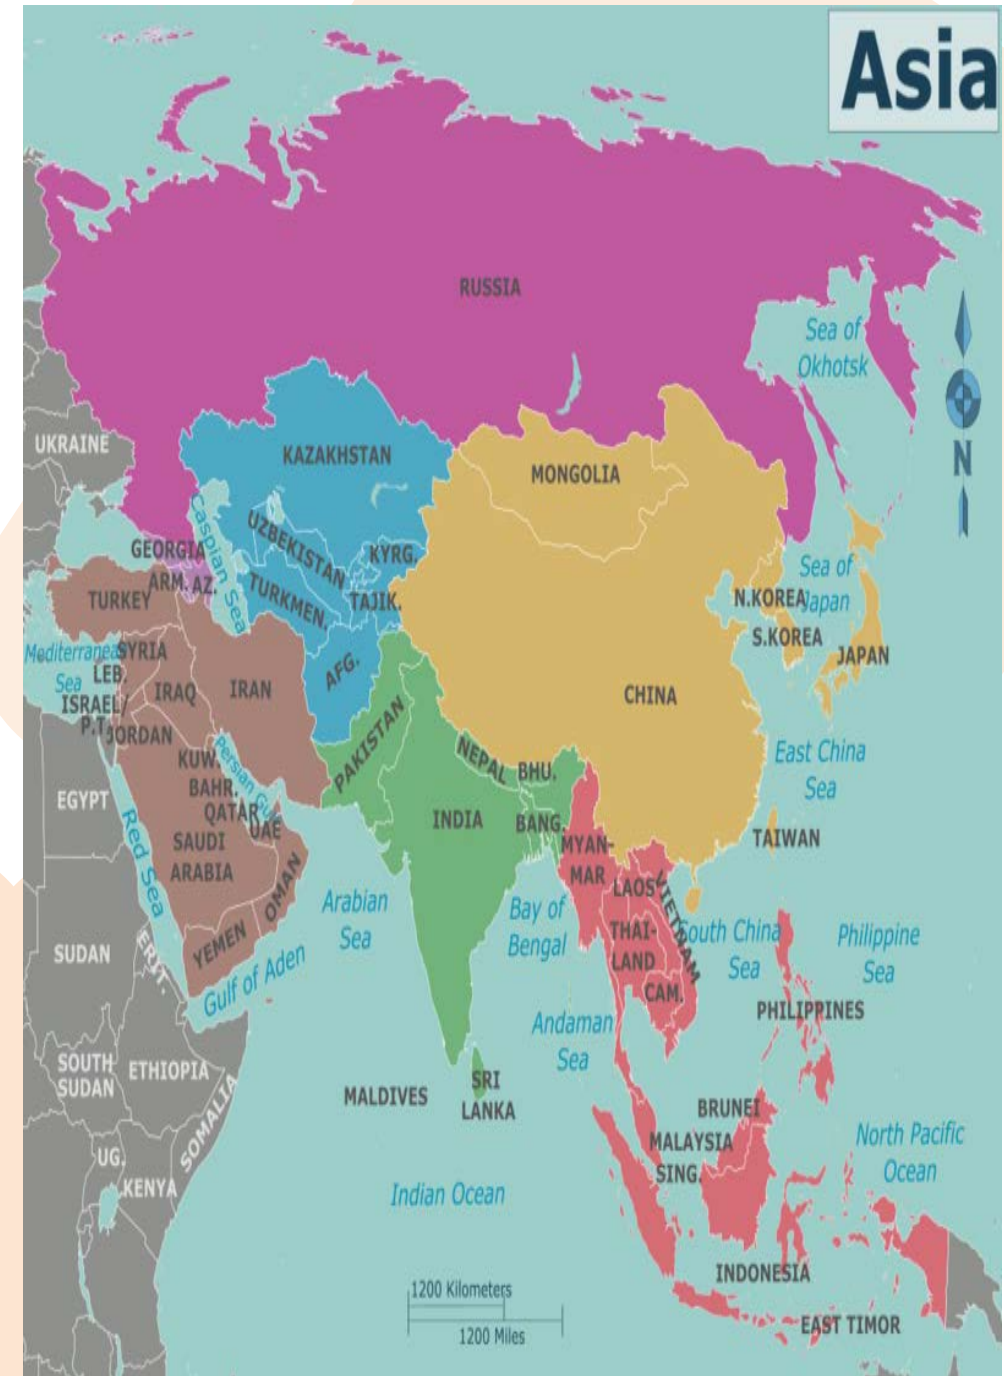 Asia
RUSSIA
Sea of
Okhotsk
UKRAINE
KAZAKHSTAN
MONGOLIA
N
Caspian Sea
UZBEKISTAN
KYRG.
GEORGIA
ARM.
AZ.
TURKEY
TURKMEN.
TAJIK.
Sea of
Japan
N.KOREA
S.KOREA
JAPAN
Mediterranea
Sea
SYRIA
LEB.
ISRAEL/
P.T.
JORDAN
IRAQ
IRAN
AFG.
CHINA
PAKISTAN
KUW.
Persian Gulf
BAHR.
QATAR
UAE
NEPAL
BHU.
East China
Sea
EGYPT
Red Sea
SAUDI
ARABIA
OMAN
INDIA
BANG.
MYAN-
MAR
TAIWAN
LAOS
VIETNAM
Arabian
Sea
Bay of
Bengal
THAI-
LAND
CAM.
South China
Sea
Philippine
Sea
SUDAN
ERIT.
YEMEN
Gulf of Aden
Andaman
Sea
PHILIPPINES
SOUTH
SUDAN
ETHIOPIA
SOMALIA
MALDIVES
SRI
LANKA
BRUNEI
MALAYSIA
SING.
North Pacific
Ocean
UG.
KENYA
Indian Ocean
INDONESIA
EAST TIMOR
1200 Kilometers
1200 Miles